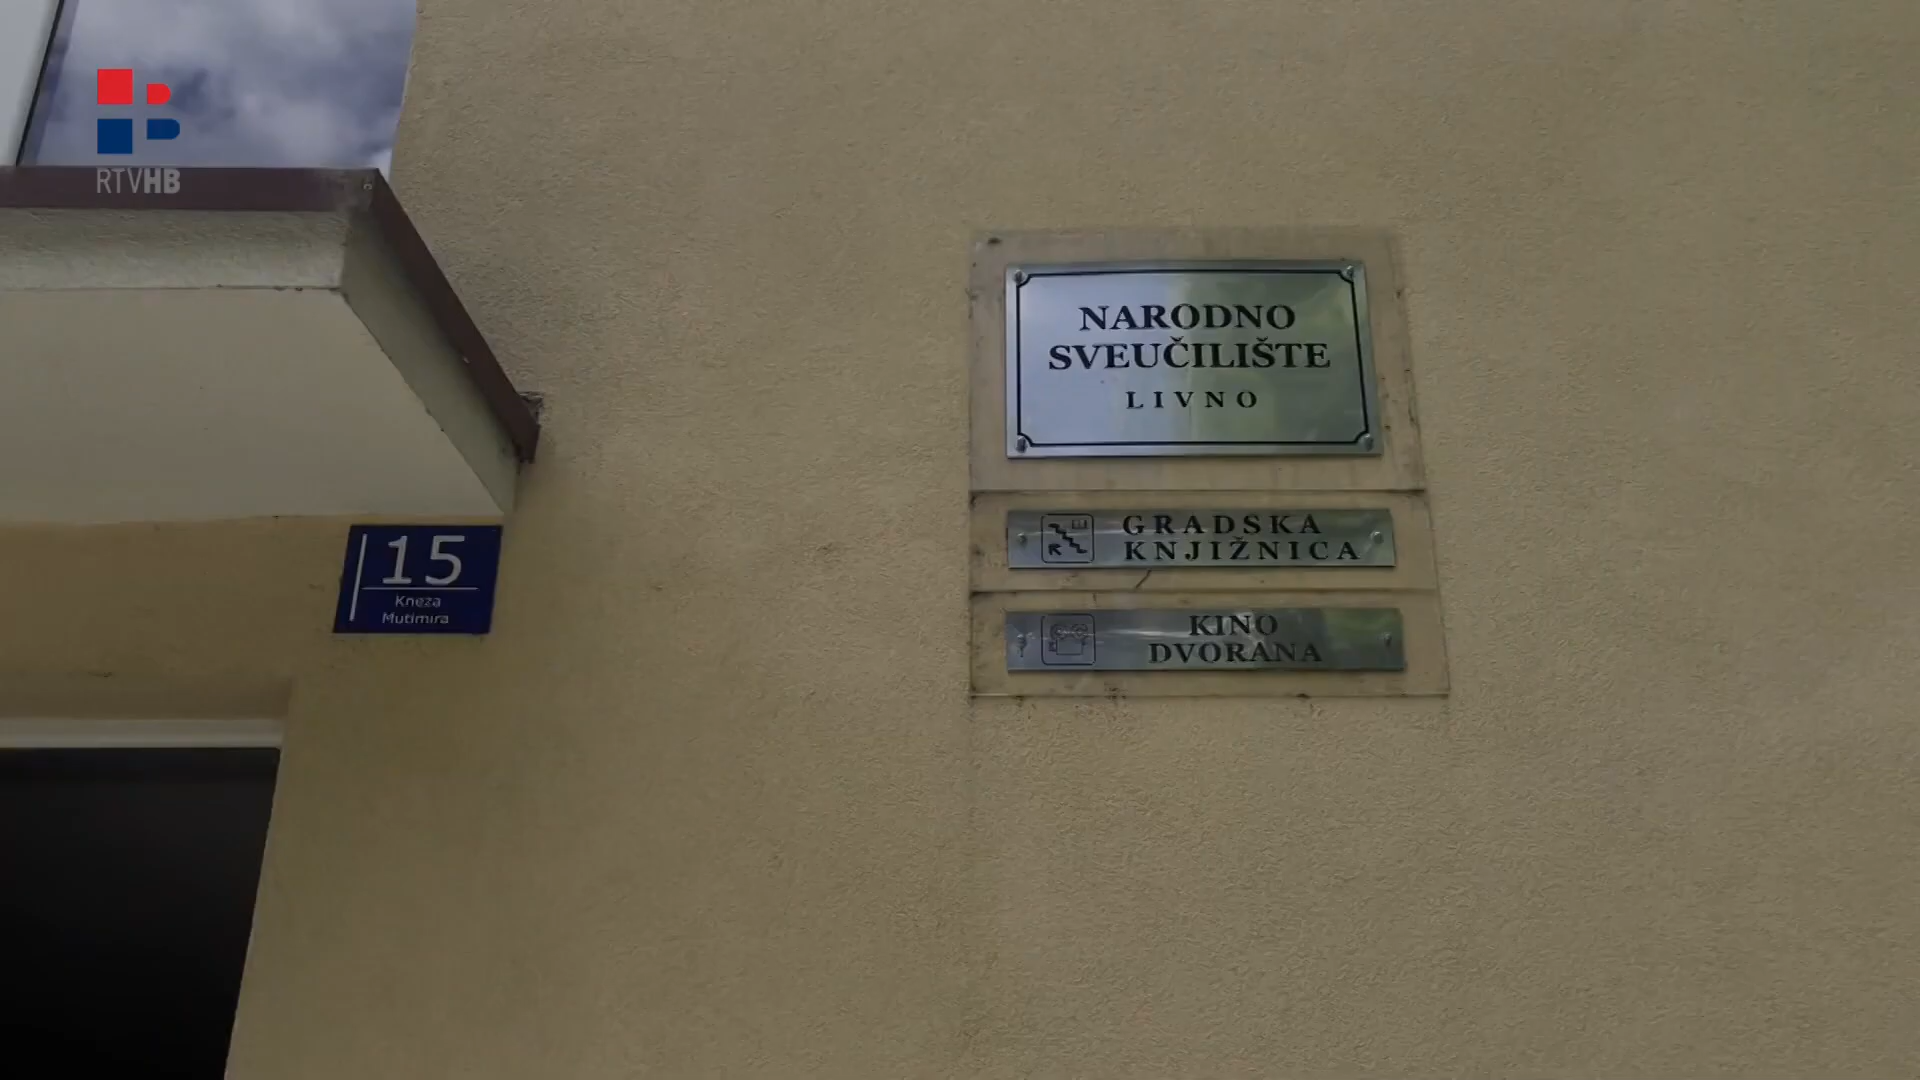 RTVHB
NARODNO
SVEUČILIŠTE
LIVNO
GRADSKA
KNJIŽNICA
KINO
DVORANA
15
Kneza
Mutimira